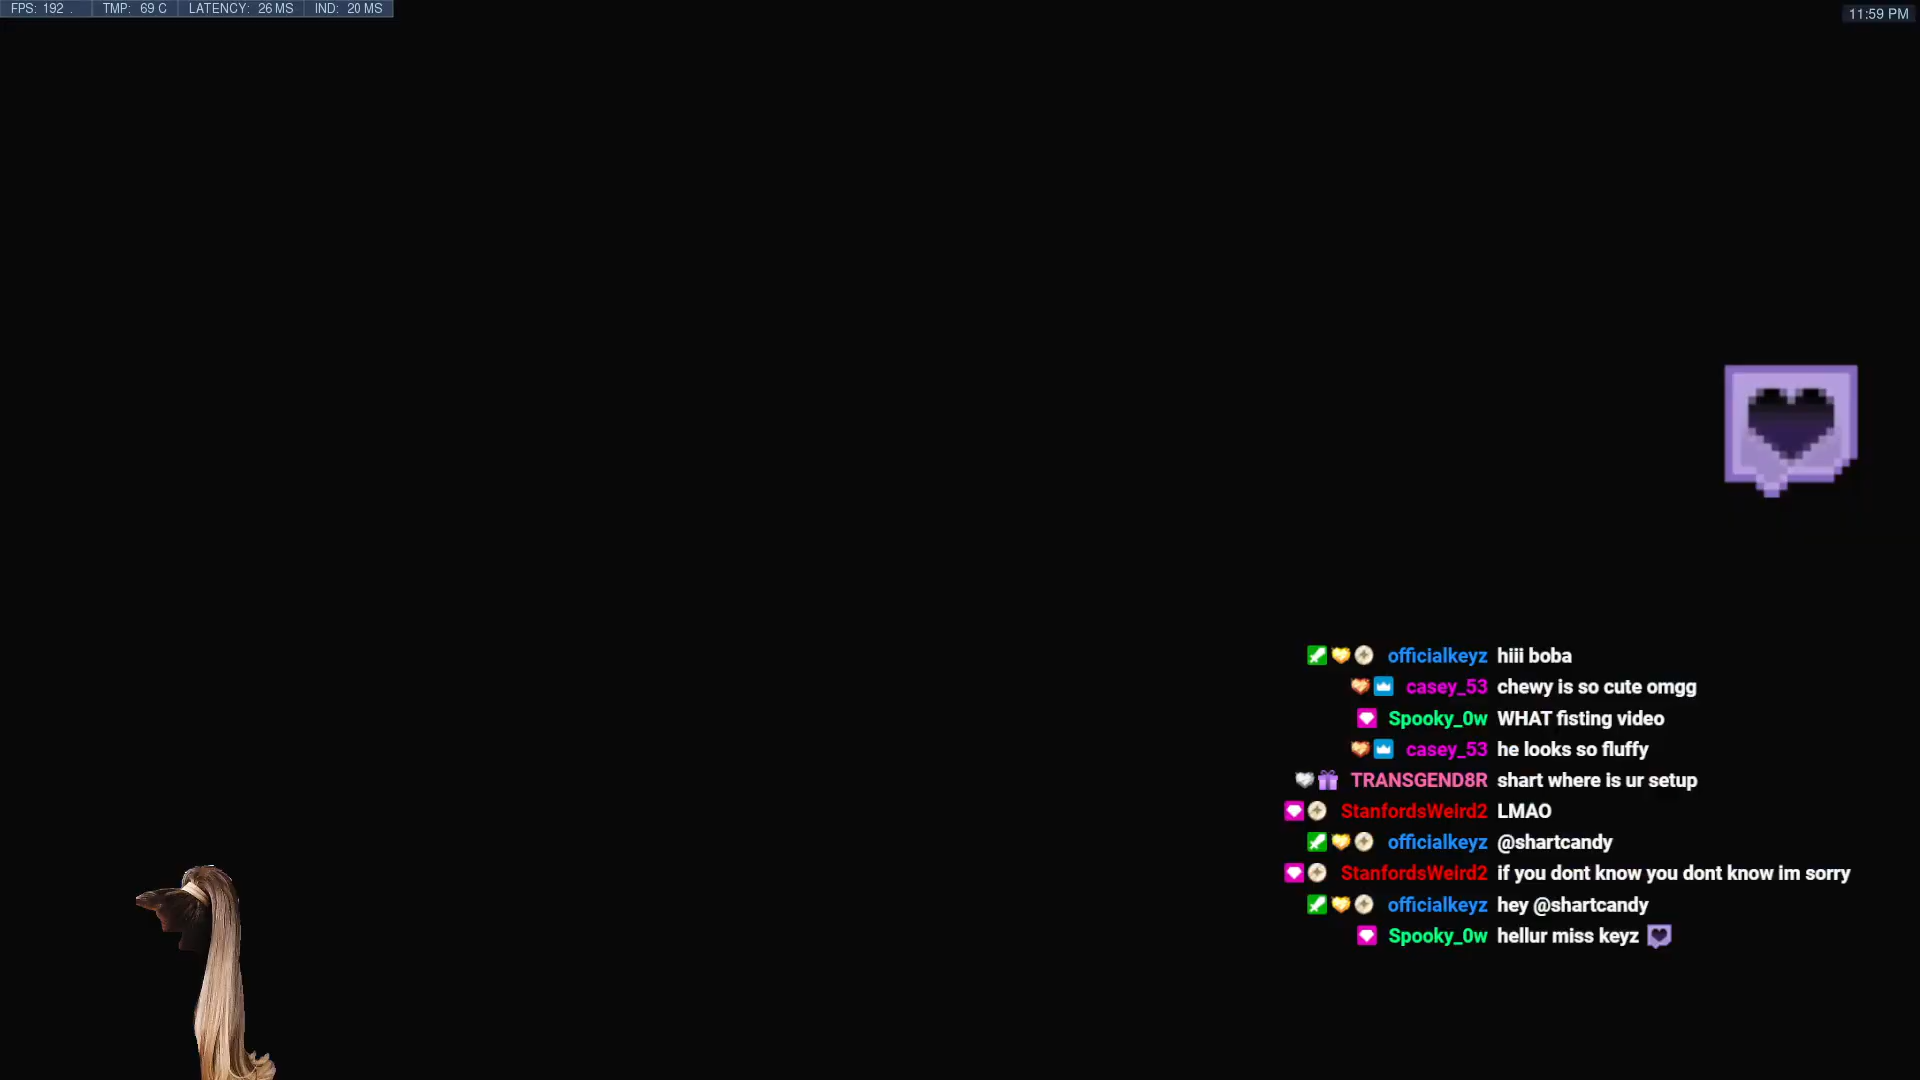 FPS: 192 . TMP: 69 C LATENCY: 26 MS IND: 20 MS
11:59 PM
officialkeyz hiii boba
casey_53 chewy is so cute omgg
Spooky_0w WHAT fisting video
casey_53 he looks so fluffy
TRANSGEND8R shart where is ur setup
StanfordsWeird2 LMAO
officialkeyz @shartcandy
StanfordsWeird2 if you dont know you dont know im sorry
officialkeyz hey @shartcandy
Spooky_0w hellur miss keyz